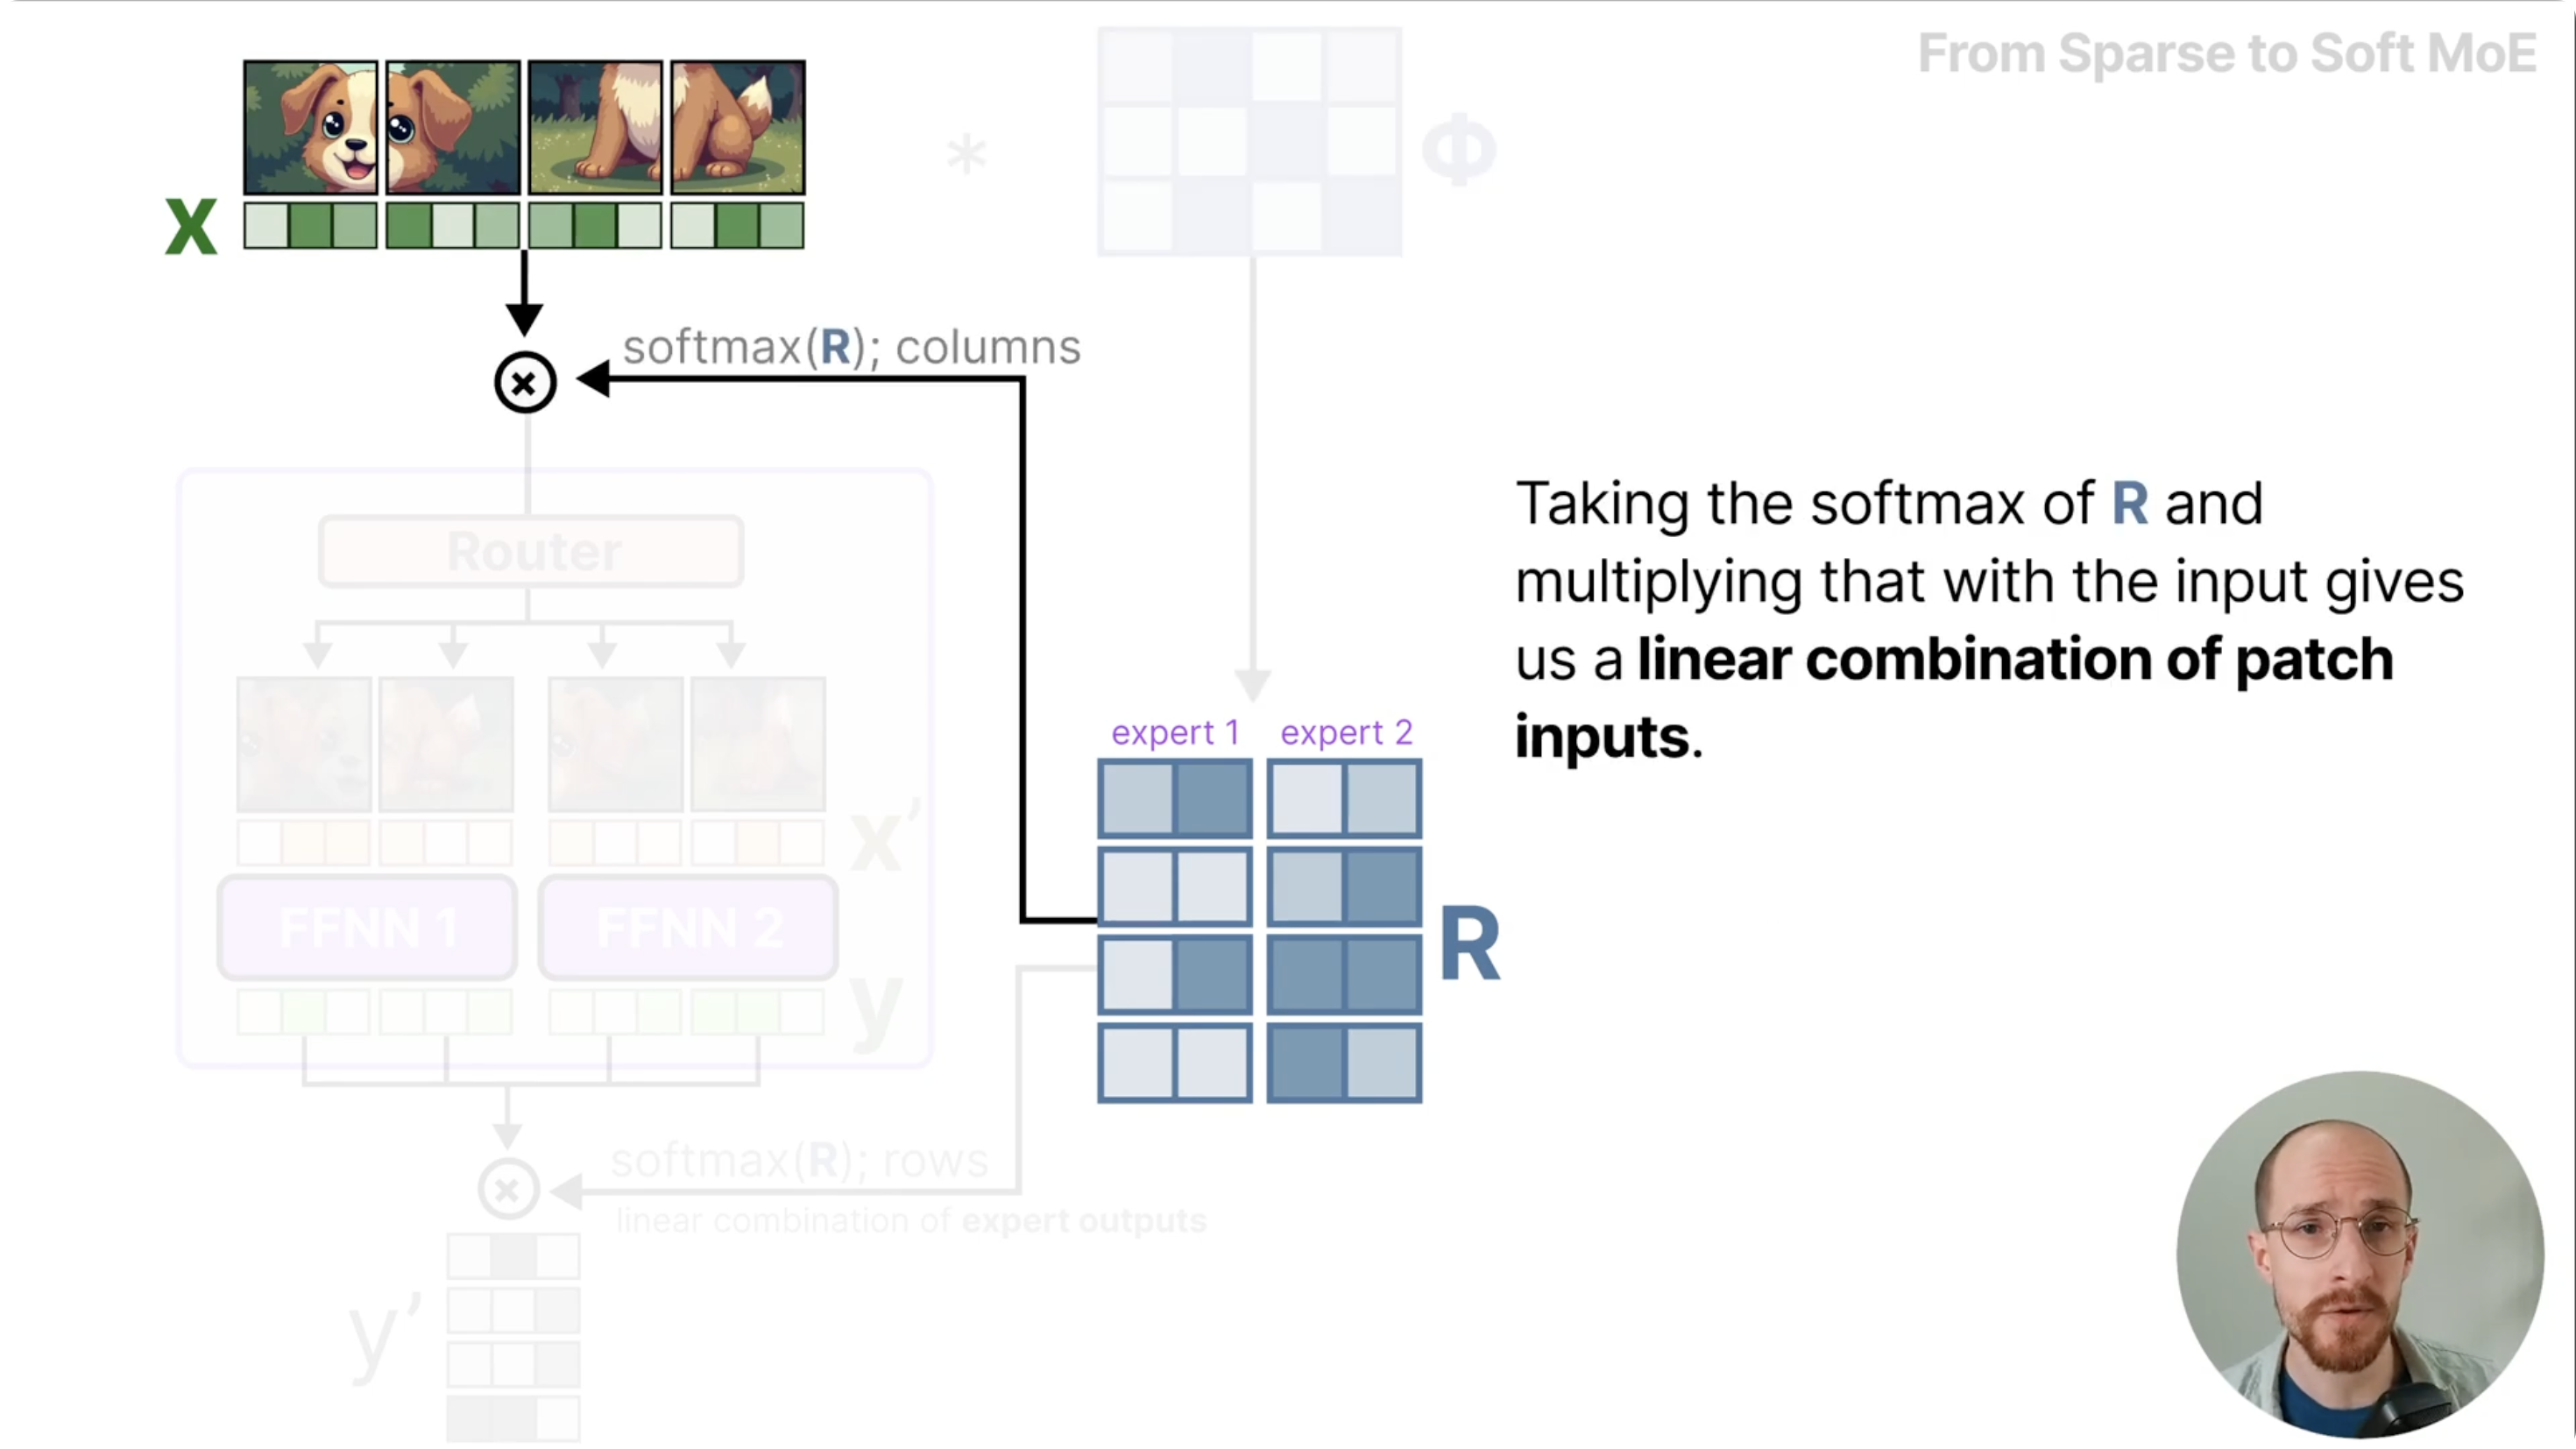 From Sparse to Soft MoE
*
Φ
X
softmax(R); columns
Router
Taking the softmax of R and
multiplying that with the input gives
us a linear combination of patch
inputs.
expert 1 expert 2
x’
FFNN 1 FFNN 2
R
y
softmax(R); rows
linear combination of expert outputs
y’